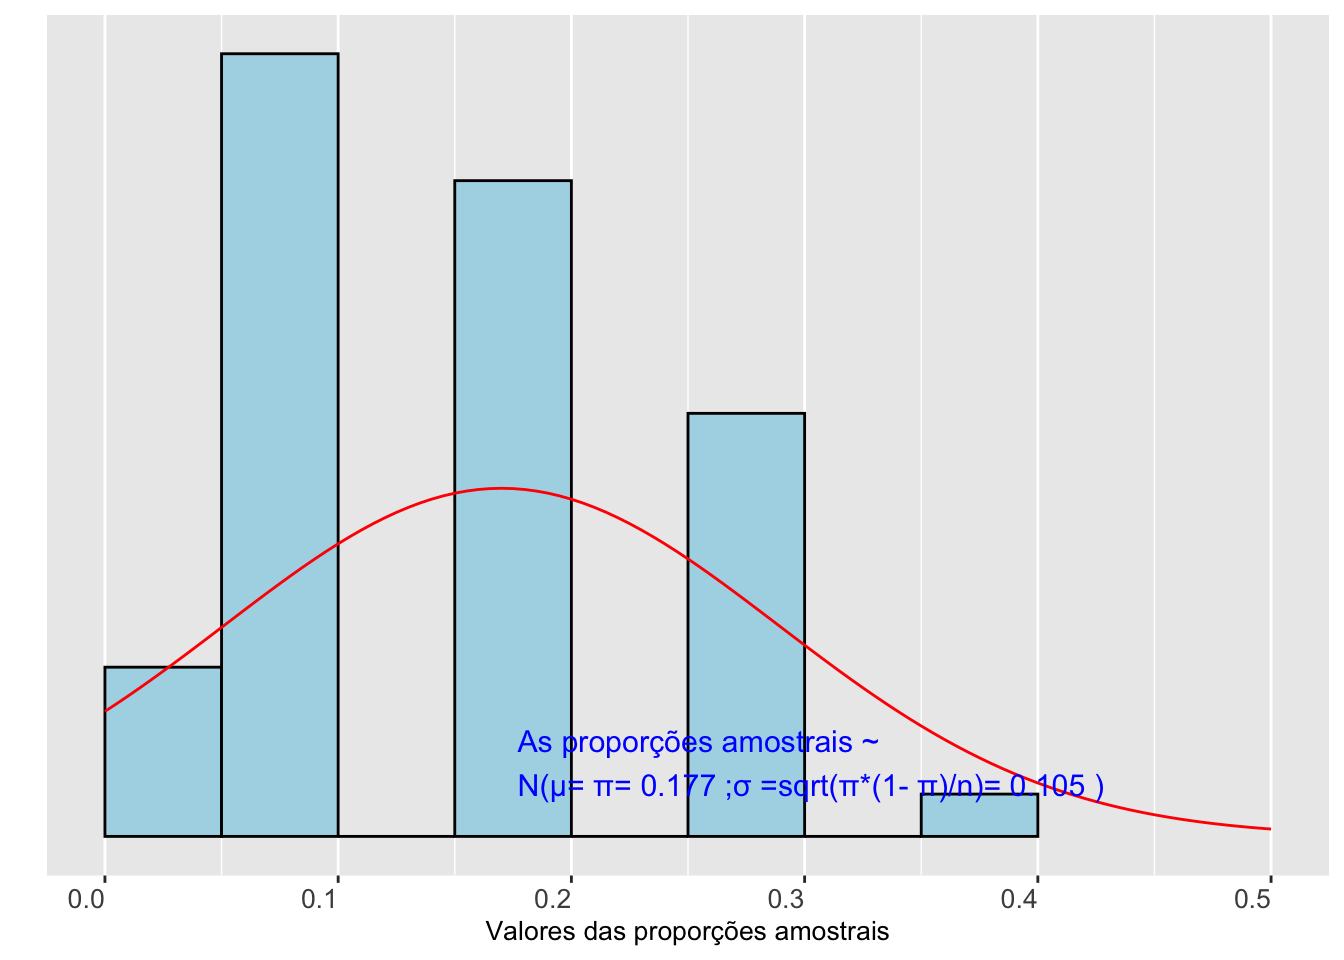 As proporções amostrais ~
N(μ= π= 0.177 ;σ =sqrt(π*(1- π)/n)= 0.105 )
0.0 0.1 0.2 0.3 0.4 0.5
Valores das proporções amostrais